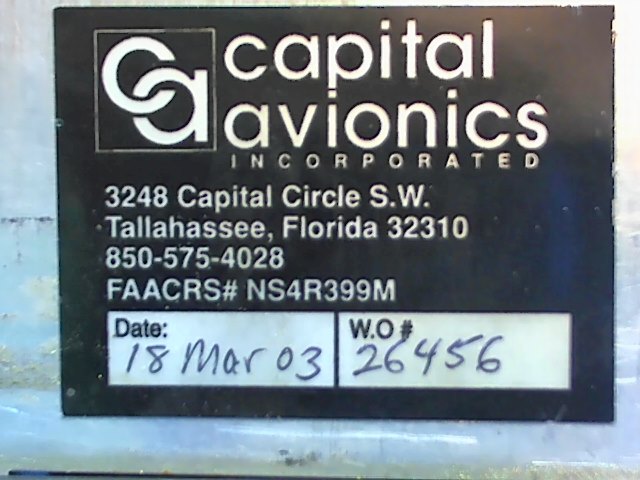 ca
capital
avionics
INCORPORATED
3248 Capital Circle S.W.
Tallahassee, Florida 32310
850-575-4028
FAACRS# NS4R399M
Date: W.O #
18 Mar 03 26456